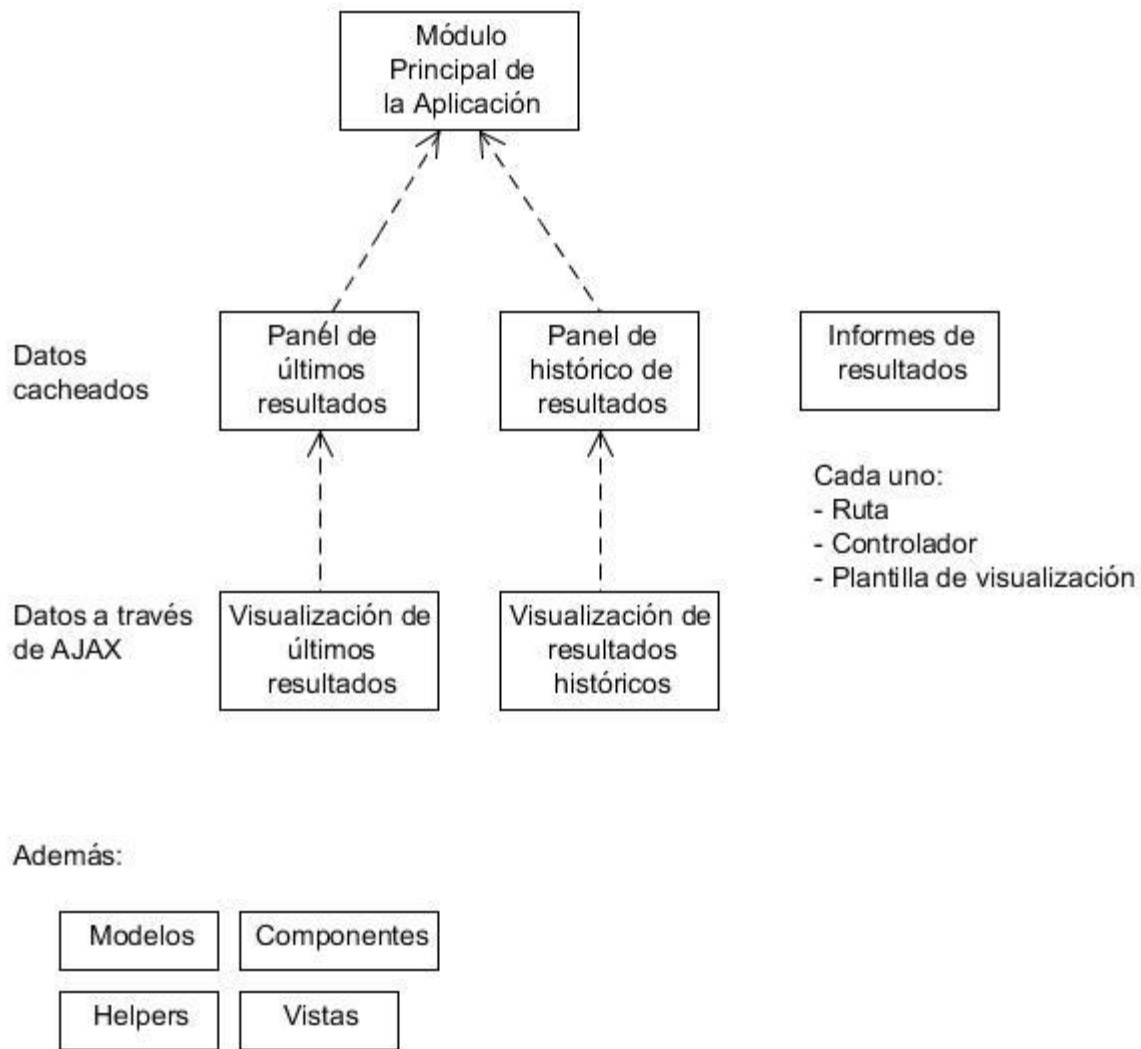 Módulo
Principal de
la Aplicación
Datos
cacheados
Panel de
últimos
resultados
Panel de
histórico de
resultados
Informes de
resultados
Cada uno:
- Ruta
- Controlador
- Plantilla de visualización
Datos a través
de AJAX
Visualización de
últimos
resultados
Visualización de
resultados
históricos
Además:
Modelos
Componentes
Helpers
Vistas